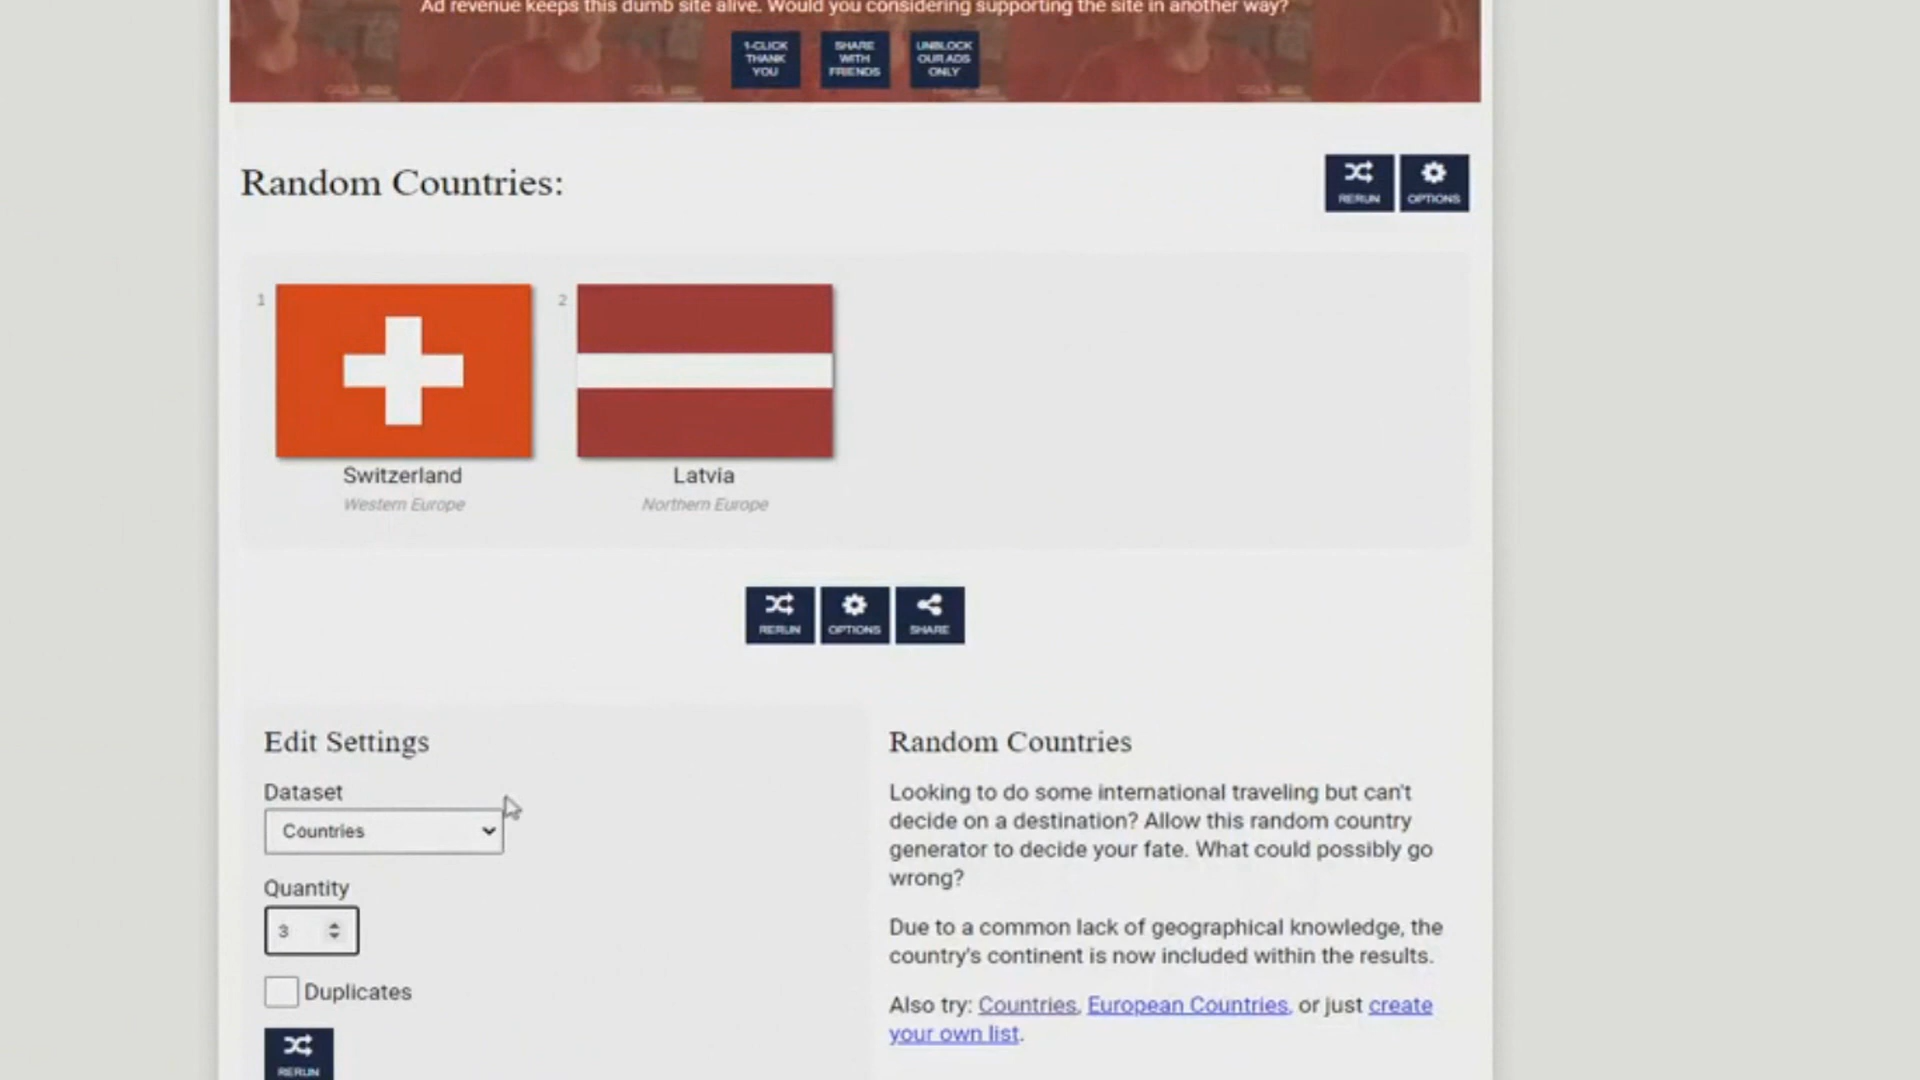 Ad revenue keeps this dumb site alive. Would you considering supporting the site in another way?
1-CLICK THANK YOU
SHARE WITH FRIENDS
UNBLOCK OUR ADS ONLY
Random Countries:
RERUN
OPTIONS
1
2
Switzerland
Western Europe
Latvia
Northern Europe
RERUN
OPTIONS
SHARE
Edit Settings
Dataset
Countries
Quantity
3
Duplicates
RERUN
Random Countries
Looking to do some international traveling but can't
decide on a destination? Allow this random country
generator to decide your fate. What could possibly go
wrong?
Due to a common lack of geographical knowledge, the
country's continent is now included within the results.
Also try: Countries, European Countries, or just create
your own list.